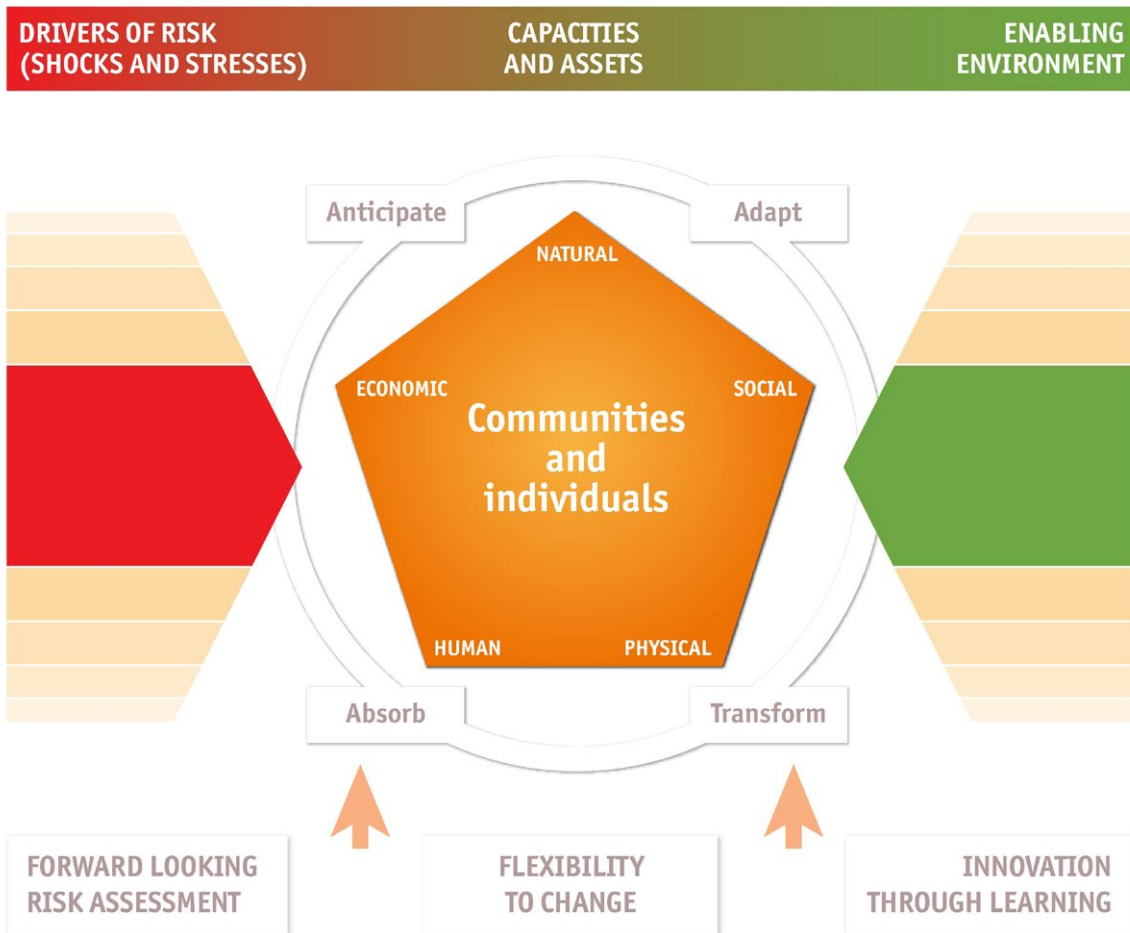 DRIVERS OF RISK
(SHOCKS AND STRESSES)
CAPACITIES
AND ASSETS
ENABLING
ENVIRONMENT
Anticipate
Adapt
NATURAL
ECONOMIC
SOCIAL
Communities
and
individuals
HUMAN
PHYSICAL
Absorb
Transform
FORWARD LOOKING
RISK ASSESSMENT
FLEXIBILITY
TO CHANGE
INNOVATION
THROUGH LEARNING